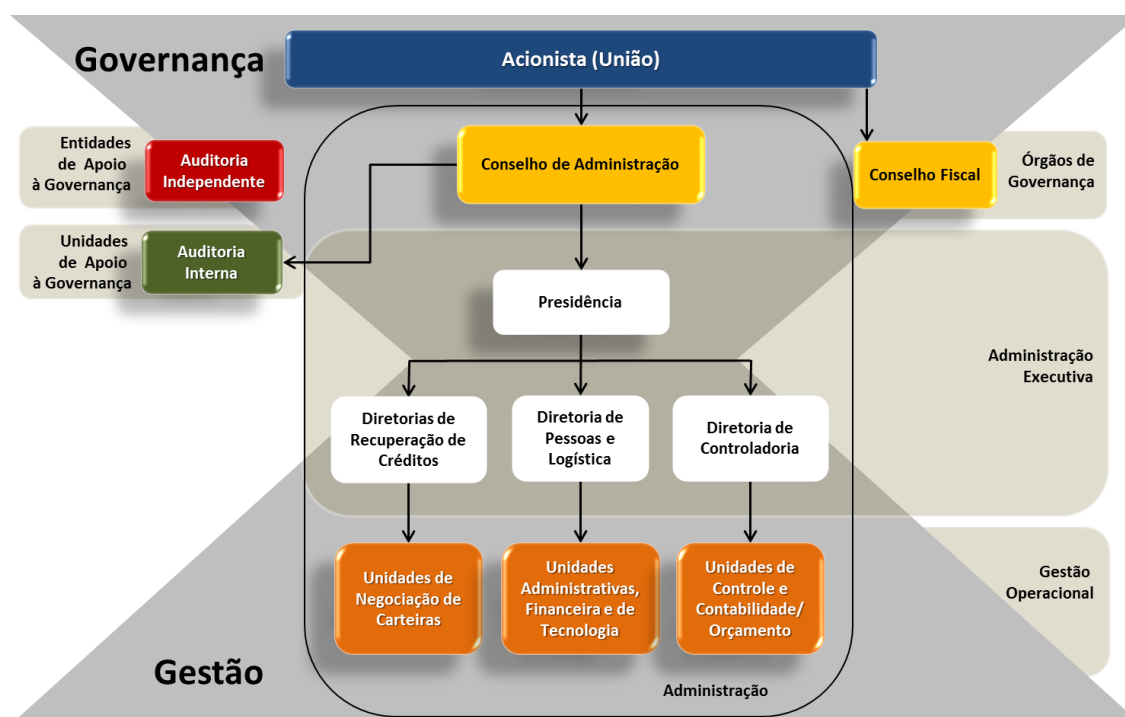 Governança
Acionista (União)
Entidades
de Apoio
à Governança
Auditoria
Independente
Conselho de Administração
Conselho Fiscal
Órgãos de
Governança
Unidades
de Apoio
à Governança
Auditoria
Interna
Presidência
Administração
Executiva
Diretorias de
Recuperação de
Créditos
Diretoria de
Pessoas e
Logística
Diretoria de
Controladoria
Unidades de
Negociação de
Carteiras
Unidades
Administrativas,
Financeira e de
Tecnologia
Unidades de
Controle e
Contabilidade/
Orçamento
Gestão
Operacional
Gestão
Administração